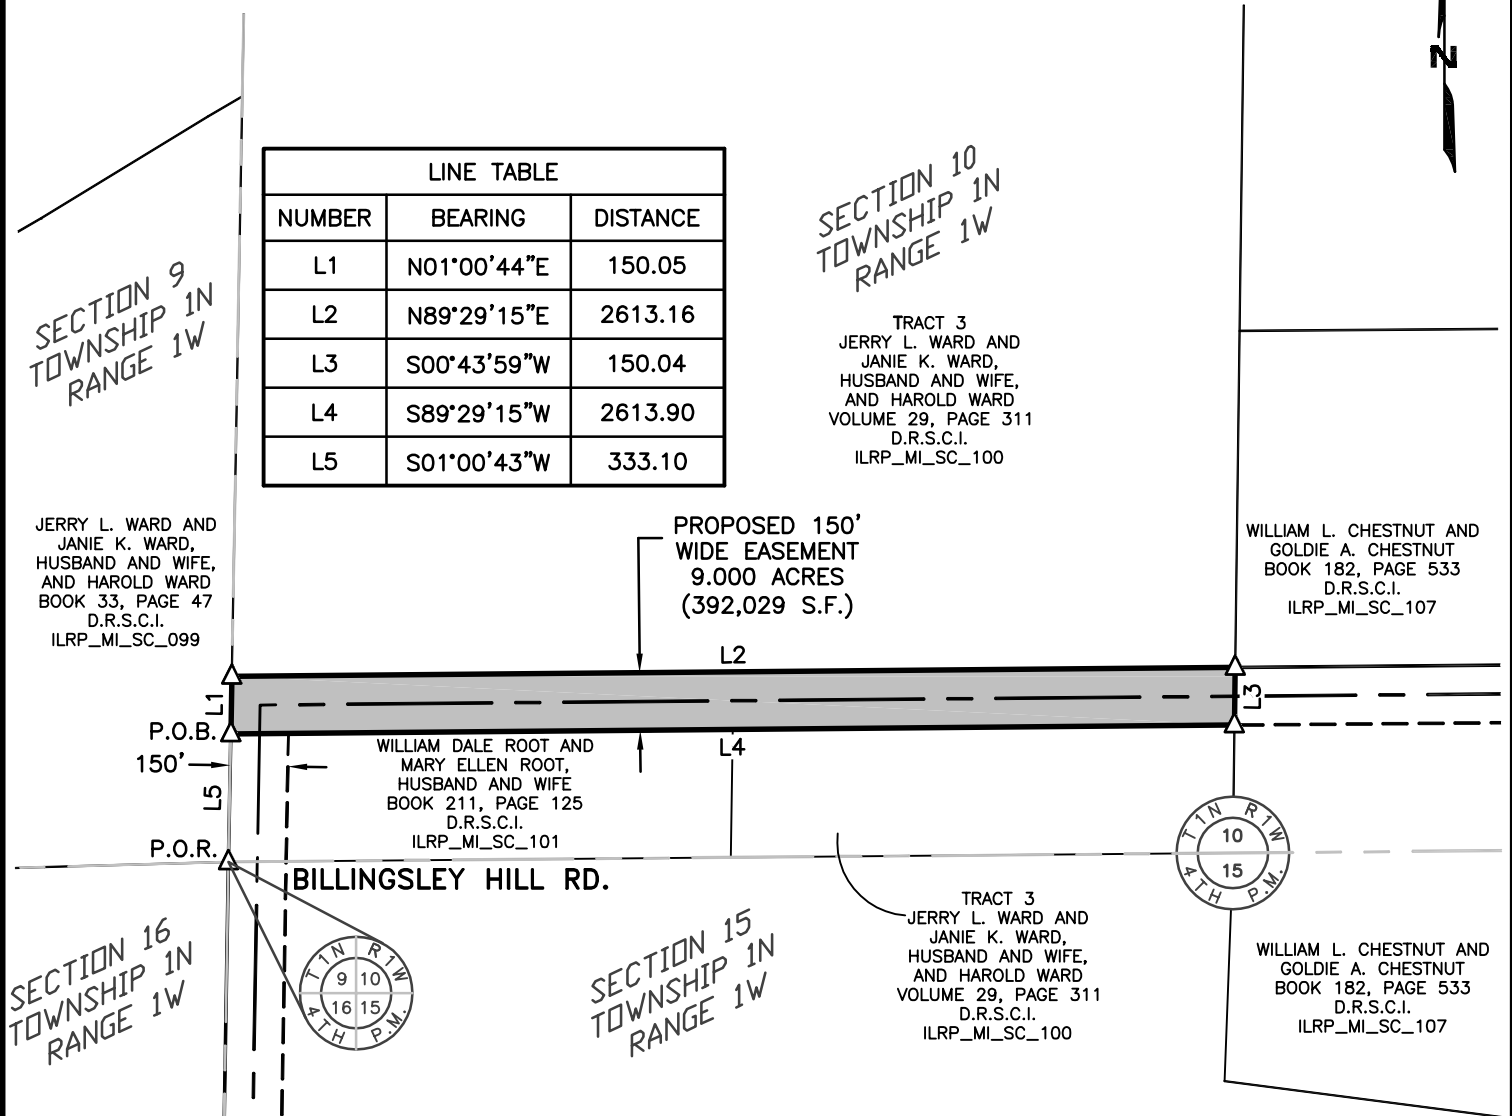 N
LINE TABLE
NUMBER BEARING DISTANCE
L1 N01°00'44"E 150.05
L2 N89°29'15"E 2613.16
L3 S00°43'59"W 150.04
L4 S89°29'15"W 2613.90
L5 S01°00'43"W 333.10
SECTION 10
TOWNSHIP 1N
RANGE 1W
SECTION 9
TOWNSHIP 1N
RANGE 1W
TRACT 3
JERRY L. WARD AND
JANIE K. WARD,
HUSBAND AND WIFE,
AND HAROLD WARD
VOLUME 29, PAGE 311
D.R.S.C.I.
ILRP_MI_SC_100
JERRY L. WARD AND
JANIE K. WARD,
HUSBAND AND WIFE,
AND HAROLD WARD
BOOK 33, PAGE 47
D.R.S.C.I.
ILRP_MI_SC_099
PROPOSED 150'
WIDE EASEMENT
9.000 ACRES
(392,029 S.F.)
WILLIAM L. CHESTNUT AND
GOLDIE A. CHESTNUT
BOOK 182, PAGE 533
D.R.S.C.I.
ILRP_MI_SC_107
L2
L1
L3
P.O.B.
L4
150'
L5
WILLIAM DALE ROOT AND
MARY ELLEN ROOT,
HUSBAND AND WIFE
BOOK 211, PAGE 125
D.R.S.C.I.
ILRP_MI_SC_101
P.O.R.
T1N R1W
10
15
4TH P.M.
BILLINGSLEY HILL RD.
SECTION 16
TOWNSHIP 1N
RANGE 1W
T1N R1W
9 10
16 15
4TH P.M.
SECTION 15
TOWNSHIP 1N
RANGE 1W
TRACT 3
JERRY L. WARD AND
JANIE K. WARD,
HUSBAND AND WIFE,
AND HAROLD WARD
VOLUME 29, PAGE 311
D.R.S.C.I.
ILRP_MI_SC_100
WILLIAM L. CHESTNUT AND
GOLDIE A. CHESTNUT
BOOK 182, PAGE 533
D.R.S.C.I.
ILRP_MI_SC_107